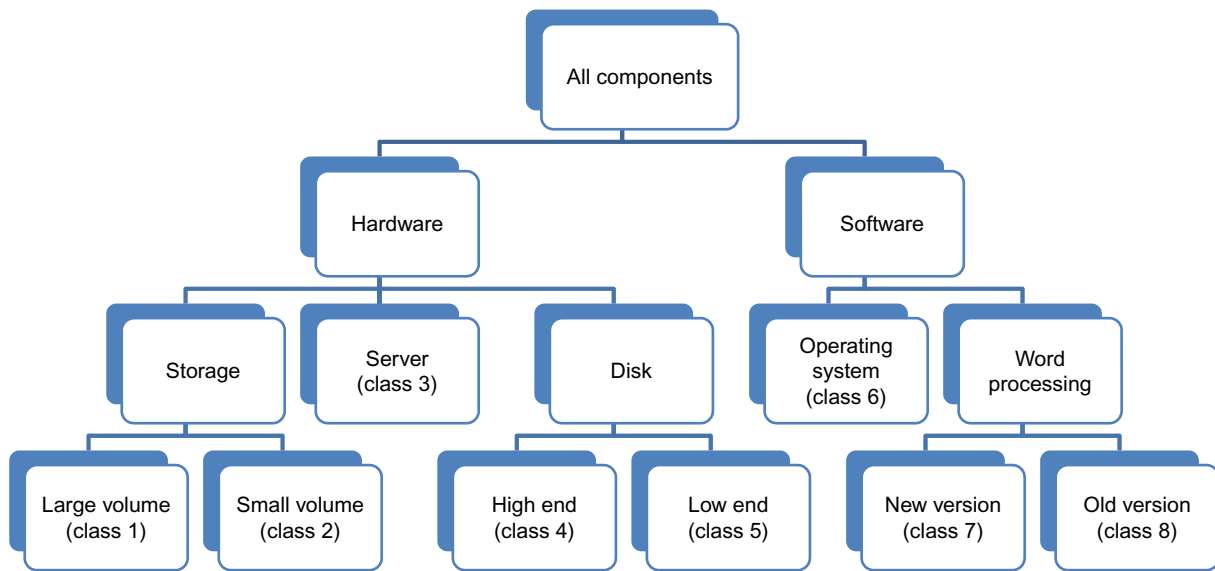 All components
Hardware
Software
Storage
Server
(class 3)
Disk
Operating
system
(class 6)
Word
processing
Large volume
(class 1)
Small volume
(class 2)
High end
(class 4)
Low end
(class 5)
New version
(class 7)
Old version
(class 8)